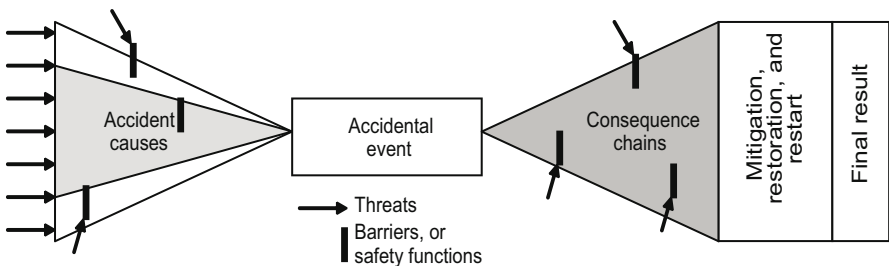 Accident
causes
Accidental
event
Threats
Barriers, or
safety functions
Consequence
chains
Mitigation,
restoration, and
restart
Final result